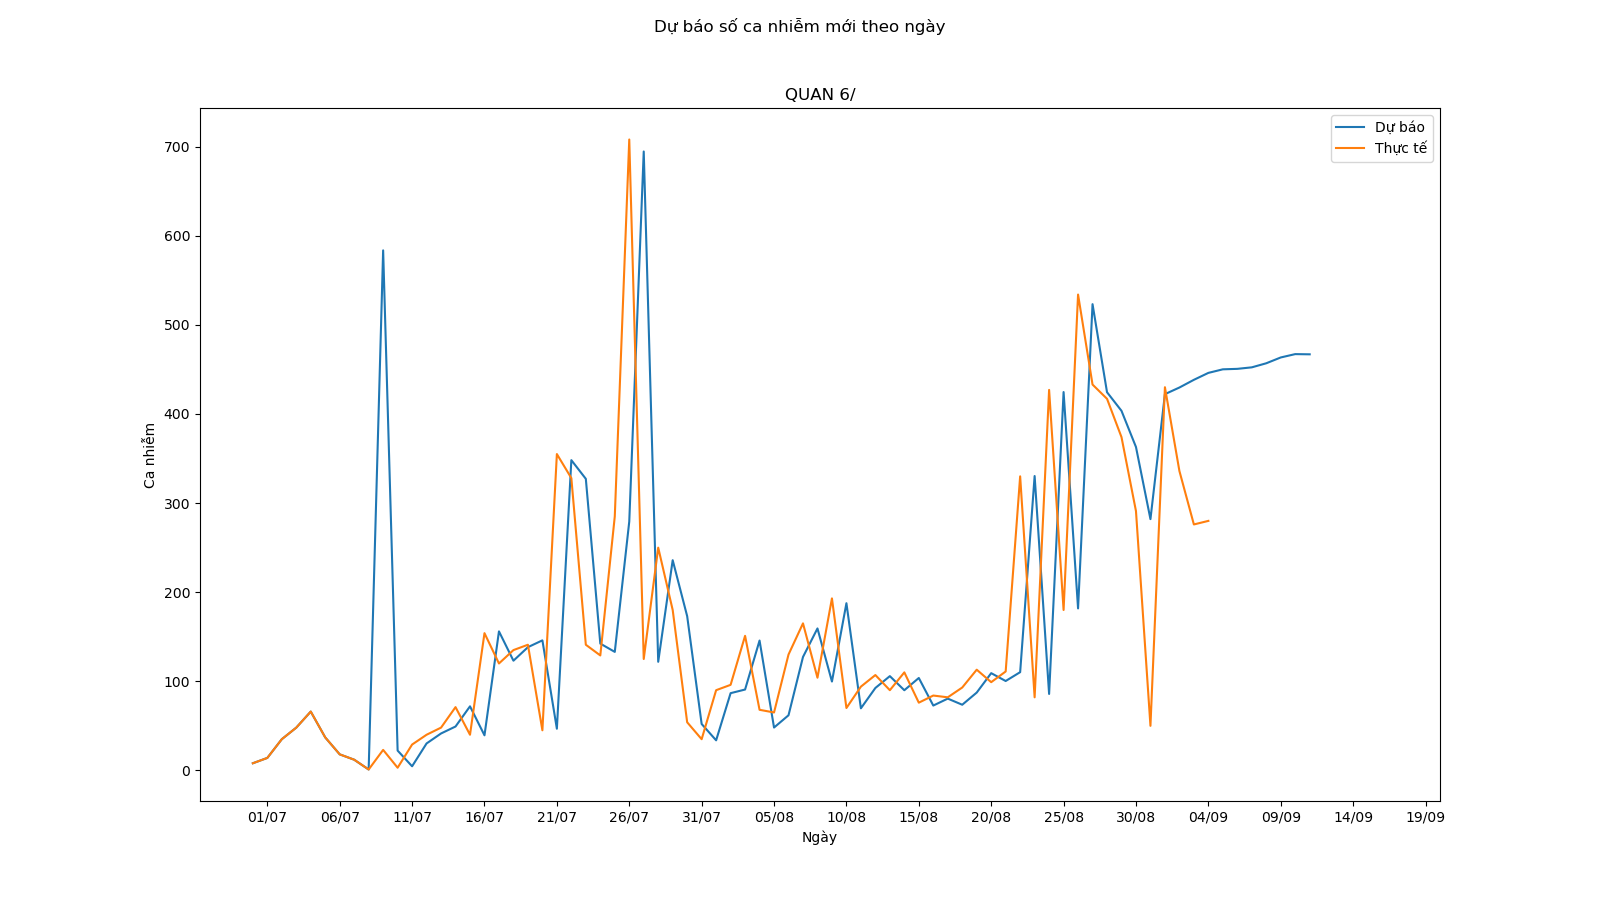 Dự báo số ca nhiễm mới theo ngày
QUAN 6/
Dự báo
Thực tế
700
600
500
400
300
200
100
0
Ca nhiễm
01/07 06/07 11/07 16/07 21/07 26/07 31/07 05/08 10/08 15/08 20/08 25/08 30/08 04/09 09/09 14/09 19/09
Ngày